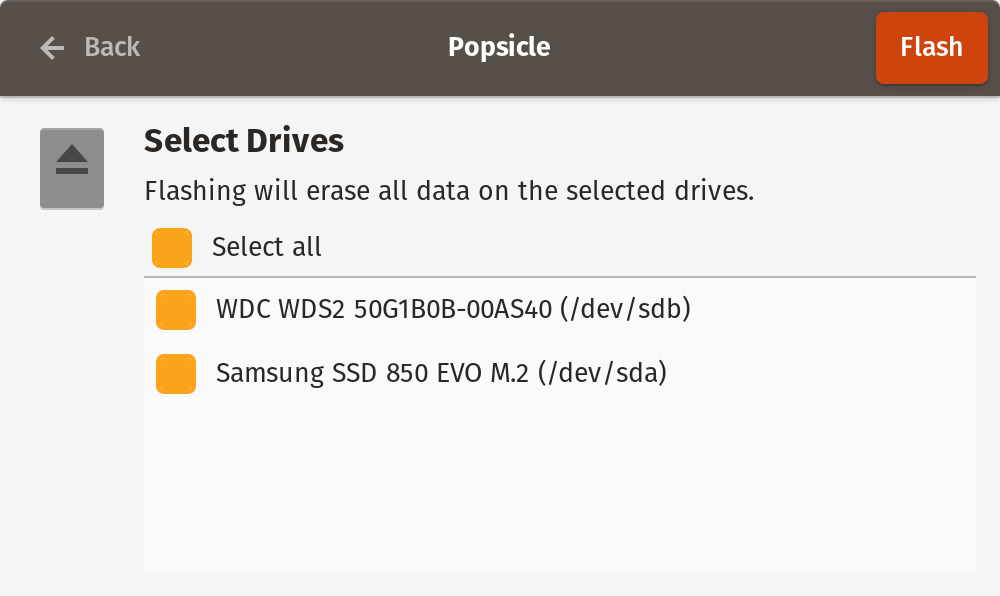 Back
Popsicle
Flash
Select Drives
Flashing will erase all data on the selected drives.
Select all
WDC WDS2 50G1B0B-00AS40 (/dev/sdb)
Samsung SSD 850 EVO M.2 (/dev/sda)